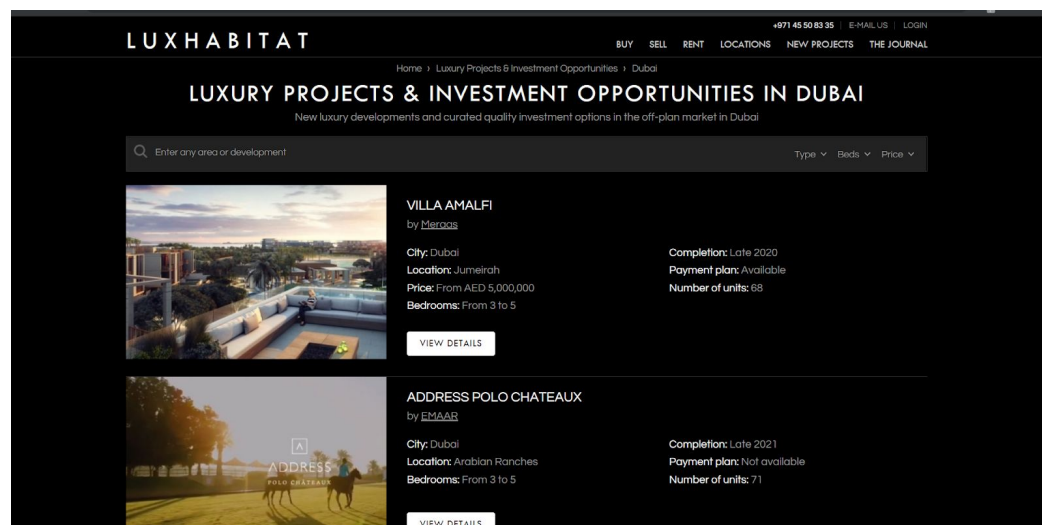 +971 45 50 83 35 | E-MAIL US | LOGIN
LUXHABITAT
BUY SELL RENT LOCATIONS NEW PROJECTS THE JOURNAL
Home › Luxury Projects & Investment Opportunities › Dubai
LUXURY PROJECTS & INVESTMENT OPPORTUNITIES IN DUBAI
New luxury developments and curated quality investment options in the off-plan market in Dubai
Enter any area or development Type Beds Price
VILLA AMALFI
by Meraas
City: Dubai Completion: Late 2020
Location: Jumeirah Payment plan: Available
Price: From AED 5,000,000 Number of units: 68
Bedrooms: From 3 to 5
VIEW DETAILS
ADDRESS
POLO CHATEAUX
ADDRESS POLO CHATEAUX
by EMAAR
City: Dubai Completion: Late 2021
Location: Arabian Ranches Payment plan: Not available
Bedrooms: From 3 to 5 Number of units: 71
VIEW DETAILS